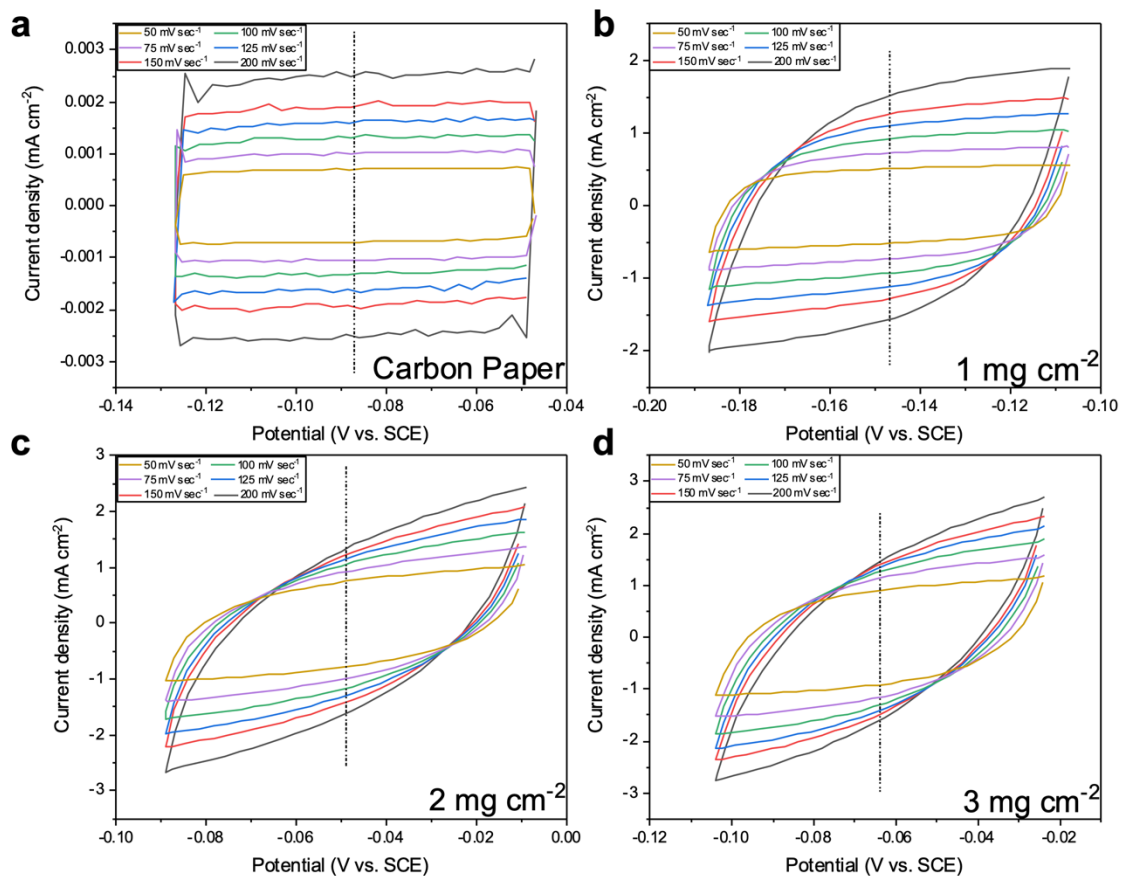 a
50 mV sec⁻¹ 100 mV sec⁻¹
75 mV sec⁻¹ 125 mV sec⁻¹
150 mV sec⁻¹ 200 mV sec⁻¹
0.003
0.002
0.001
0.000
-0.001
-0.002
-0.003
Current density (mA cm⁻²)
Carbon Paper
-0.14 -0.12 -0.10 -0.08 -0.06 -0.04
Potential (V vs. SCE)
b
50 mV sec⁻¹ 100 mV sec⁻¹
75 mV sec⁻¹ 125 mV sec⁻¹
150 mV sec⁻¹ 200 mV sec⁻¹
2
1
0
-1
-2
Current density (mA cm⁻²)
1 mg cm⁻²
-0.20 -0.18 -0.16 -0.14 -0.12 -0.10
Potential (V vs. SCE)
c
50 mV sec⁻¹ 100 mV sec⁻¹
75 mV sec⁻¹ 125 mV sec⁻¹
150 mV sec⁻¹ 200 mV sec⁻¹
3
2
1
0
-1
-2
-3
Current density (mA cm⁻²)
2 mg cm⁻²
-0.10 -0.08 -0.06 -0.04 -0.02 0.00
Potential (V vs. SCE)
d
50 mV sec⁻¹ 100 mV sec⁻¹
75 mV sec⁻¹ 125 mV sec⁻¹
150 mV sec⁻¹ 200 mV sec⁻¹
3
2
1
0
-1
-2
-3
Current density (mA cm⁻²)
3 mg cm⁻²
-0.10 -0.08 -0.06 -0.04 -0.02
Potential (V vs. SCE)